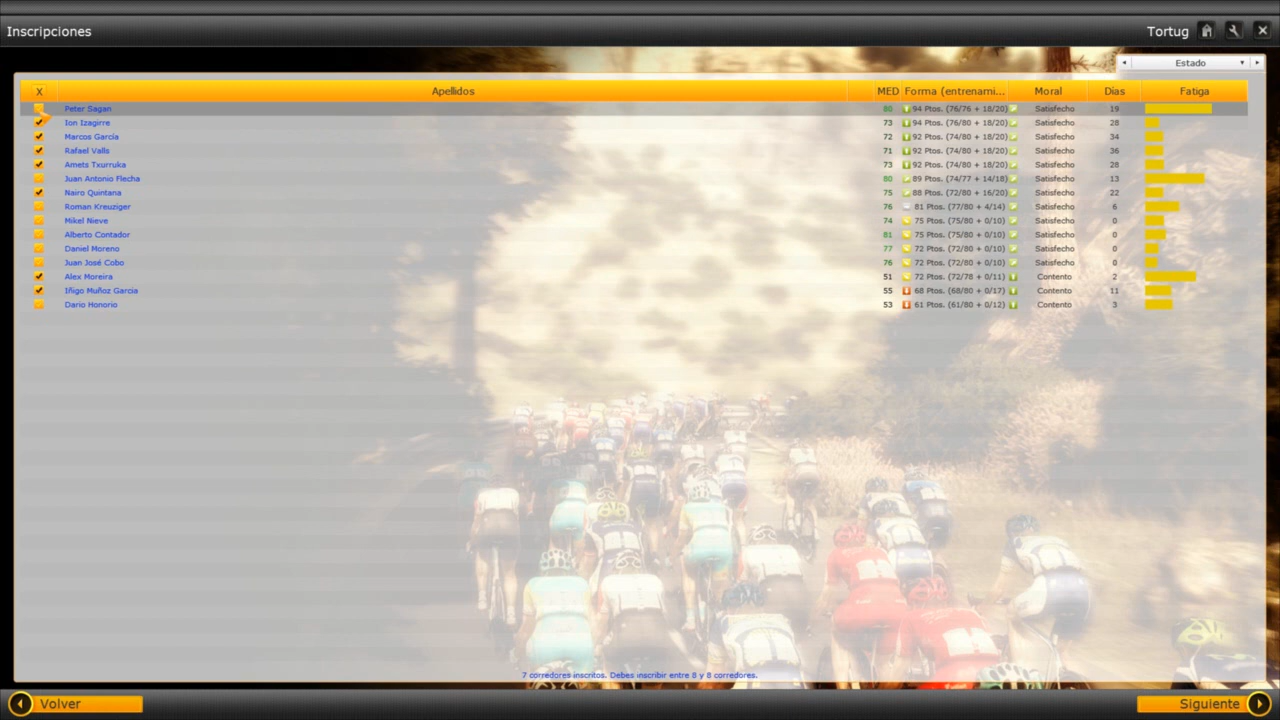 Inscripciones
Tortug
Estado
X Apellidos MED Forma (entrenami... Moral Dias Fatiga
Peter Sagan 80 94 Ptos. (76/76 + 18/20) Satisfecho 19
Ion Izagirre 73 94 Ptos. (76/80 + 18/20) Satisfecho 28
Marcos García 72 92 Ptos. (74/80 + 18/20) Satisfecho 34
Rafael Valls 71 92 Ptos. (74/80 + 18/20) Satisfecho 36
Amets Txurruka 73 92 Ptos. (74/80 + 18/20) Satisfecho 28
Juan Antonio Flecha 80 89 Ptos. (74/77 + 14/18) Satisfecho 13
Nairo Quintana 75 88 Ptos. (72/80 + 16/20) Satisfecho 22
Roman Kreuziger 76 81 Ptos. (77/80 + 4/14) Satisfecho 6
Mikel Nieve 74 75 Ptos. (75/80 + 0/10) Satisfecho 0
Alberto Contador 81 75 Ptos. (75/80 + 0/10) Satisfecho 0
Daniel Moreno 77 72 Ptos. (72/80 + 0/10) Satisfecho 0
Juan José Cobo 76 72 Ptos. (72/80 + 0/10) Satisfecho 0
Alex Moreira 51 72 Ptos. (72/78 + 0/11) Contento 2
Iñigo Muñoz Garcia 55 68 Ptos. (68/80 + 0/17) Contento 11
Dario Honorio 53 61 Ptos. (61/80 + 0/12) Contento 3
7 corredores inscritos. Debes inscribir entre 8 y 8 corredores.
Volver
Siguiente